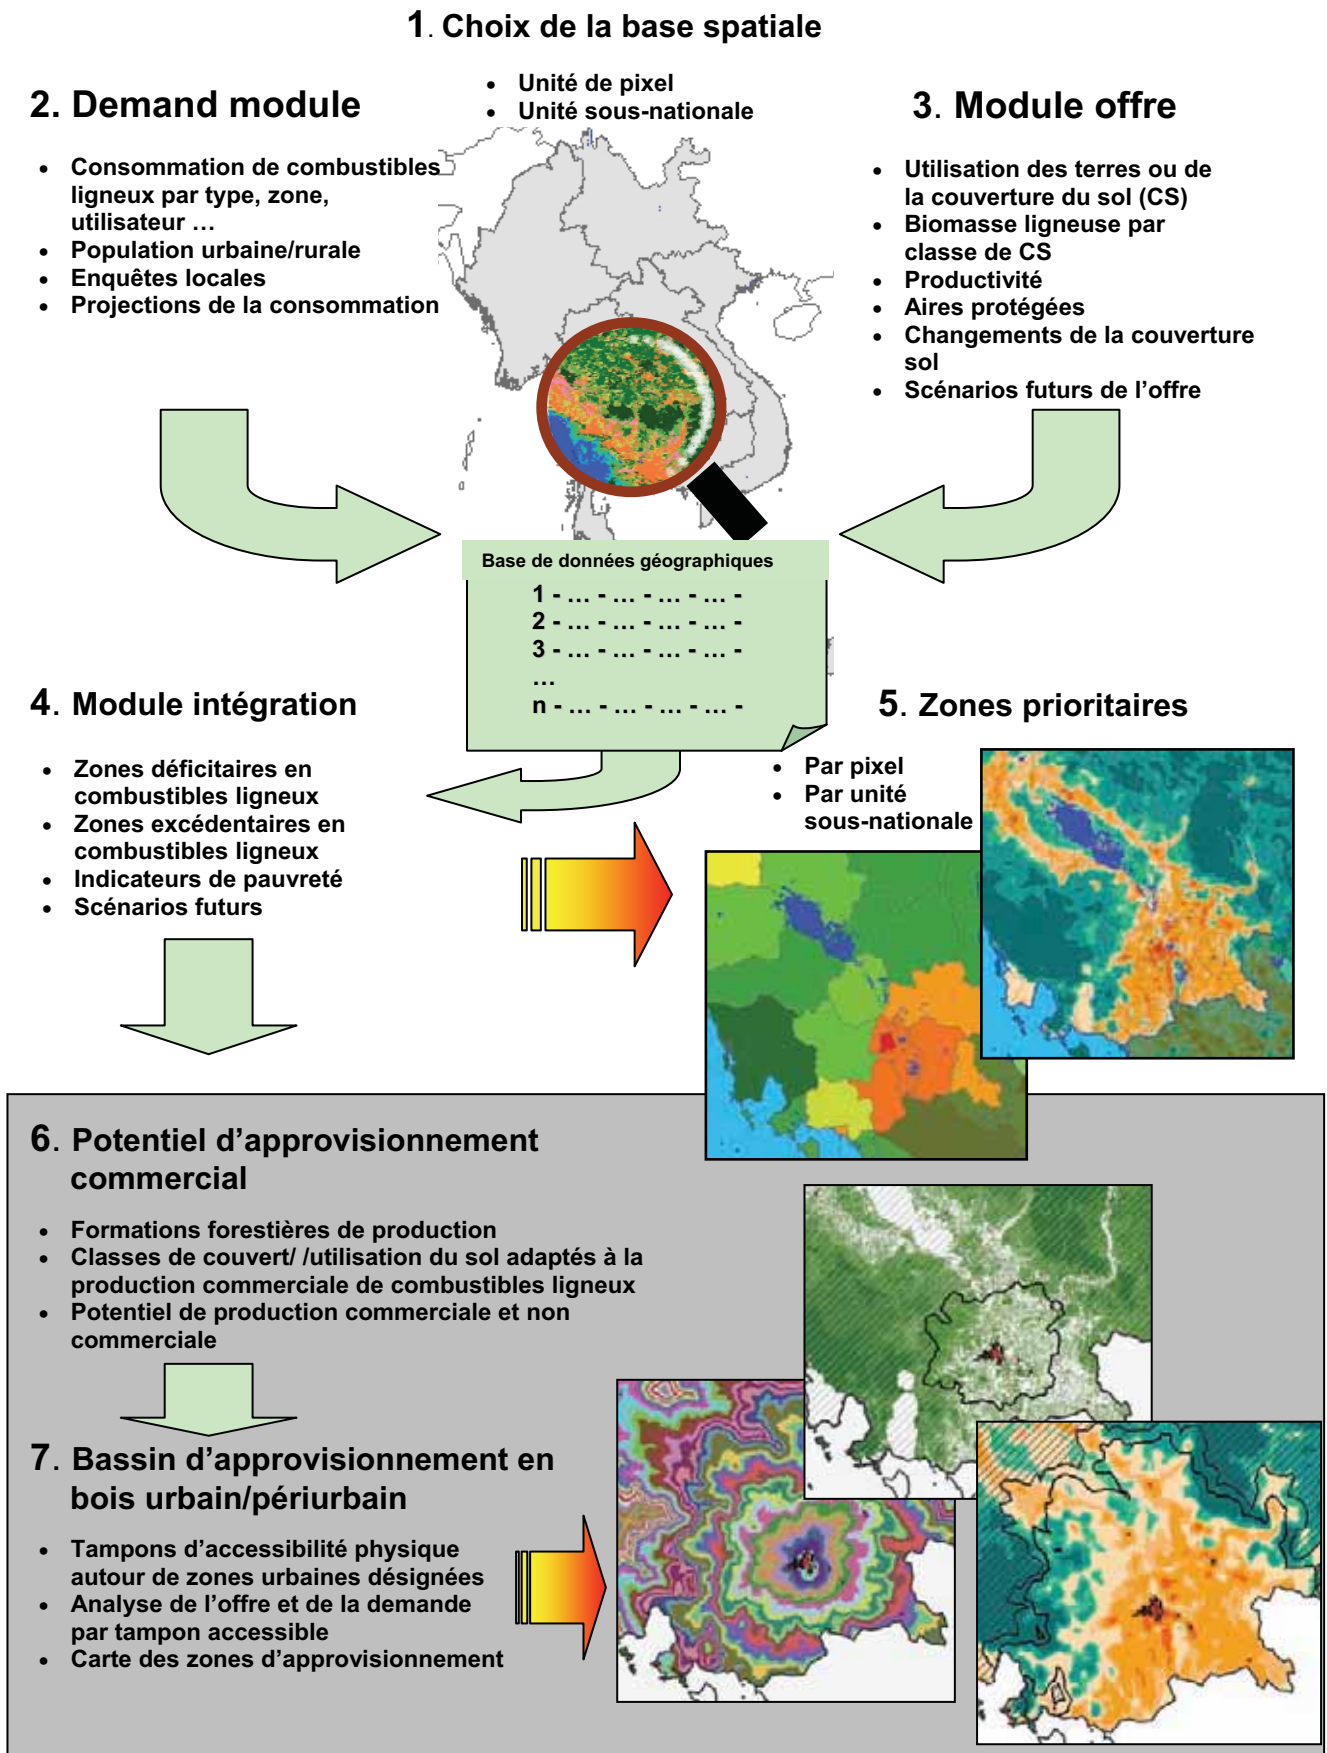 1. Choix de la base spatiale
• Unité de pixel
• Unité sous-nationale
2. Demand module
• Consommation de combustibles
ligneux par type, zone,
utilisateur …
• Population urbaine/rurale
• Enquêtes locales
• Projections de la consommation
3. Module offre
• Utilisation des terres ou de
la couverture du sol (CS)
• Biomasse ligneuse par
classe de CS
• Productivité
• Aires protégées
• Changements de la couverture
sol
• Scénarios futurs de l’offre
Base de données géographiques
1 - … - … - … - … -
2 - … - … - … - … -
3 - … - … - … - … -
…
n - … - … - … - … -
4. Module intégration
• Zones déficitaires en
combustibles ligneux
• Zones excédentaires en
combustibles ligneux
• Indicateurs de pauvreté
• Scénarios futurs
5. Zones prioritaires
• Par pixel
• Par unité
sous-nationale
6. Potentiel d’approvisionnement
commercial
• Formations forestières de production
• Classes de couvert/ /utilisation du sol adaptés à la
production commerciale de combustibles ligneux
• Potentiel de production commerciale et non
commerciale
7. Bassin d’approvisionnement en
bois urbain/périurbain
• Tampons d’accessibilité physique
autour de zones urbaines désignées
• Analyse de l’offre et de la demande
par tampon accessible
• Carte des zones d’approvisionnement